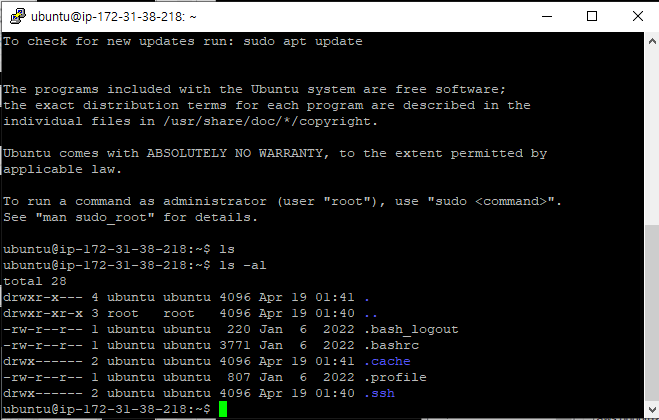 ubuntu@ip-172-31-38-218: ~
To check for new updates run: sudo apt update
The programs included with the Ubuntu system are free software;
the exact distribution terms for each program are described in the
individual files in /usr/share/doc/*/copyright.
Ubuntu comes with ABSOLUTELY NO WARRANTY, to the extent permitted by
applicable law.
To run a command as administrator (user "root"), use "sudo <command>".
See "man sudo_root" for details.
ubuntu@ip-172-31-38-218:~$ ls
ubuntu@ip-172-31-38-218:~$ ls -al
total 28
drwxr-x--- 4 ubuntu ubuntu 4096 Apr 19 01:41 .
drwxr-xr-x 3 root   root   4096 Apr 19 01:40 ..
-rw-r--r-- 1 ubuntu ubuntu  220 Jan  6  2022 .bash_logout
-rw-r--r-- 1 ubuntu ubuntu 3771 Jan  6  2022 .bashrc
drwx------ 2 ubuntu ubuntu 4096 Apr 19 01:41 .cache
-rw-r--r-- 1 ubuntu ubuntu  807 Jan  6  2022 .profile
drwx------ 2 ubuntu ubuntu 4096 Apr 19 01:40 .ssh
ubuntu@ip-172-31-38-218:~$